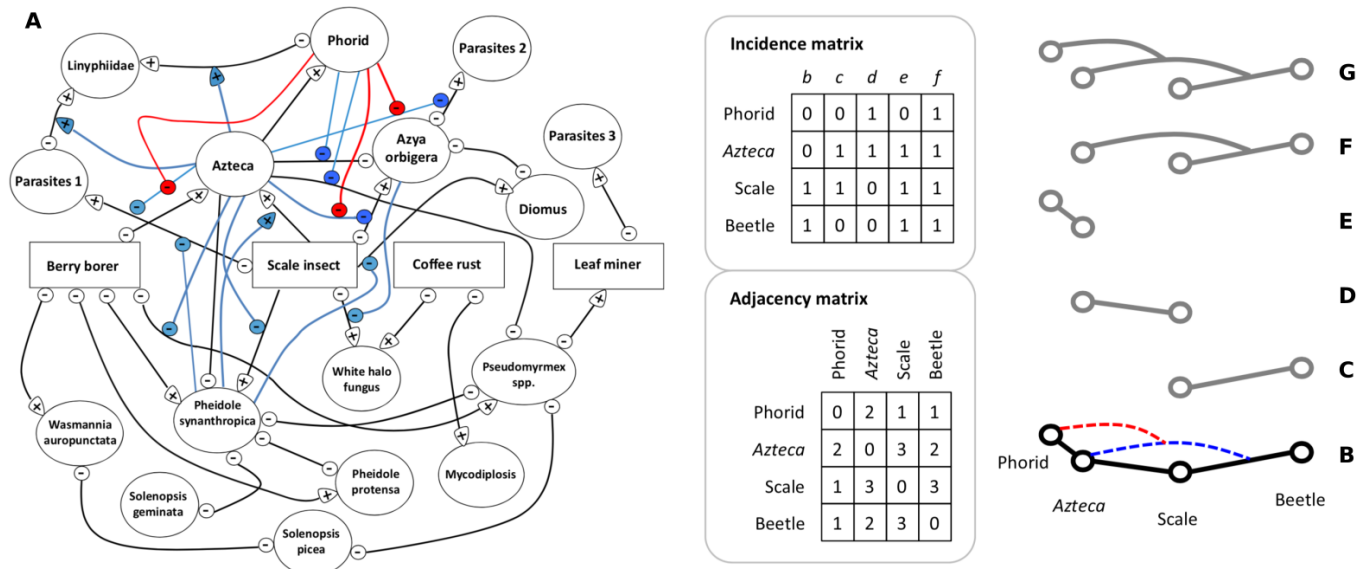 A
Phorid
Parasites 2
Linyphiidae
Azya
orbigera
Parasites 3
Azteca
Parasites 1
Diomus
Berry borer
Scale insect
Coffee rust
Leaf miner
White halo
fungus
Pseudomyrmex
spp.
Pheidole
synanthropica
Wasmannia
auropunctata
Pheidole
protensa
Mycodiplosis
Solenopsis
geminata
Solenopsis
picea
Incidence matrix
b c d e f
Phorid 0 0 1 0 1
Azteca 0 1 1 1 1
Scale 1 1 0 1 1
Beetle 1 0 0 1 1
Adjacency matrix
Phorid Azteca Scale Beetle
Phorid 0 2 1 1
Azteca 2 0 3 2
Scale 1 3 0 3
Beetle 1 2 3 0
G
F
E
D
C
B
Phorid
Azteca
Scale
Beetle